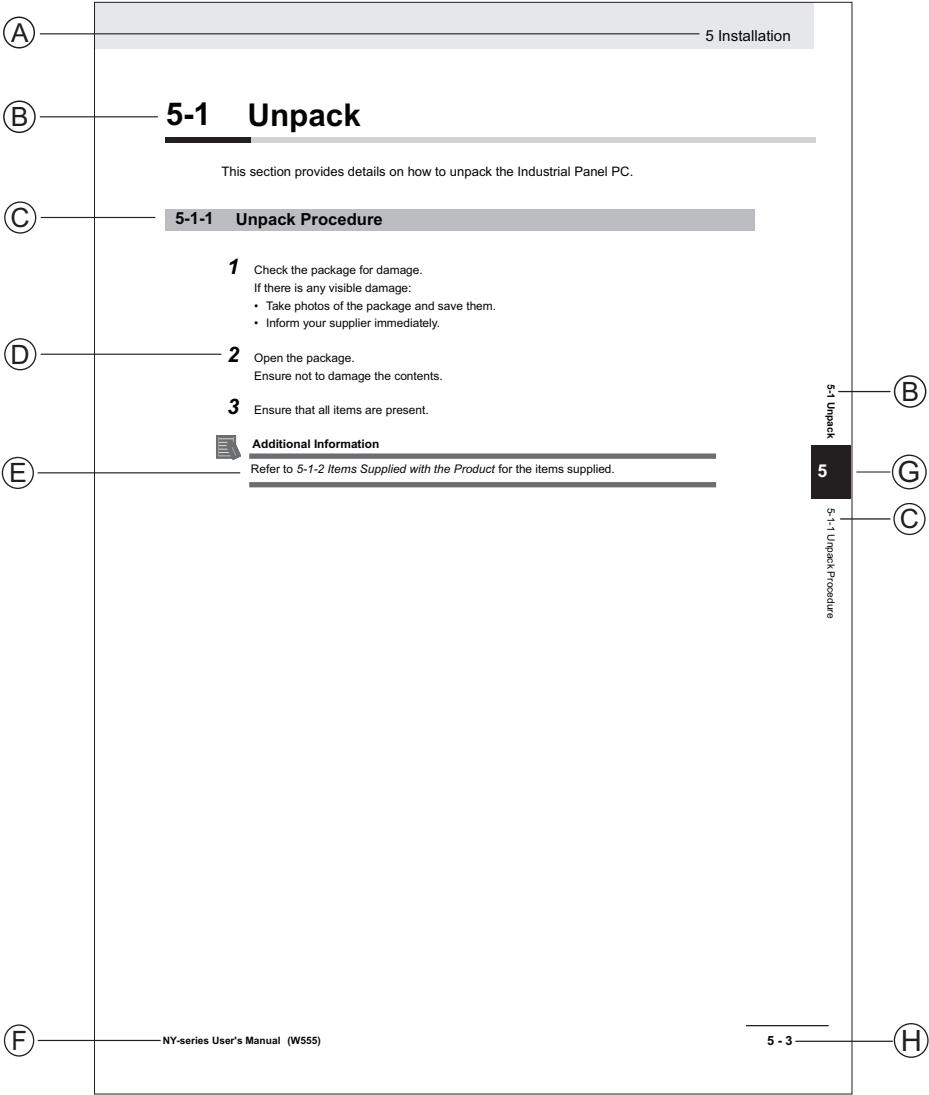 A
5 Installation
B
5-1 Unpack
This section provides details on how to unpack the Industrial Panel PC.
C
5-1-1 Unpack Procedure
1 Check the package for damage.
If there is any visible damage:
• Take photos of the package and save them.
• Inform your supplier immediately.
D
2 Open the package.
Ensure not to damage the contents.
3 Ensure that all items are present.
Additional Information
E
Refer to 5-1-2 Items Supplied with the Product for the items supplied.
5-1 Unpack
B
5
G
5-1-1 Unpack Procedure
C
F
NY-series User's Manual (W555)
5 - 3
H